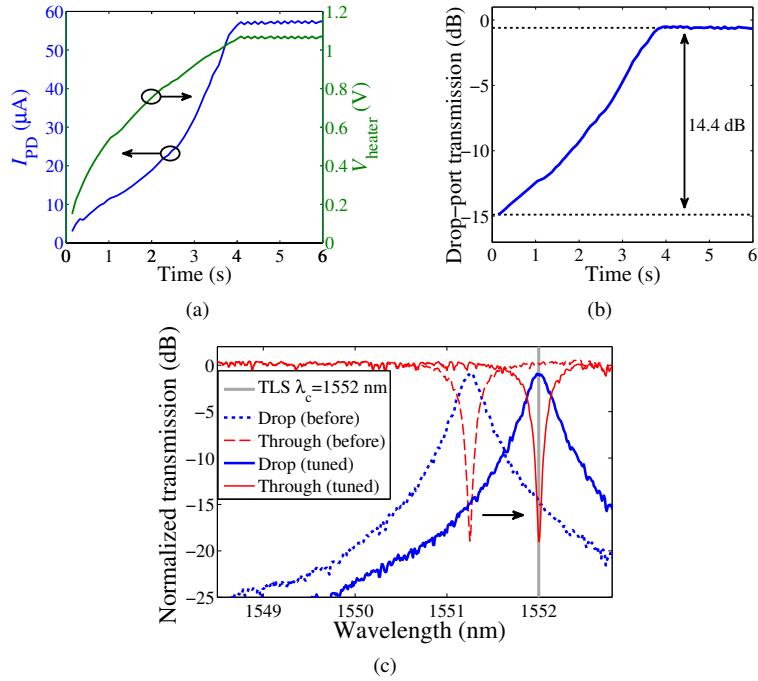 (a)
I_PD (μA)
60
50
40
30
20
10
0
V_heater (V)
1.2
1
0.8
0.6
0.4
0.2
0
0 1 2 3 4 5 6
Time (s)
(b)
Drop−port transmission (dB)
0
−5
−10
−15
14.4 dB
0 1 2 3 4 5 6
Time (s)
(c)
Normalized transmission (dB)
0
−5
−10
−15
−20
−25
TLS λ_c=1552 nm
Drop (before)
Through (before)
Drop (tuned)
Through (tuned)
1549 1550 1551 1552
Wavelength (nm)